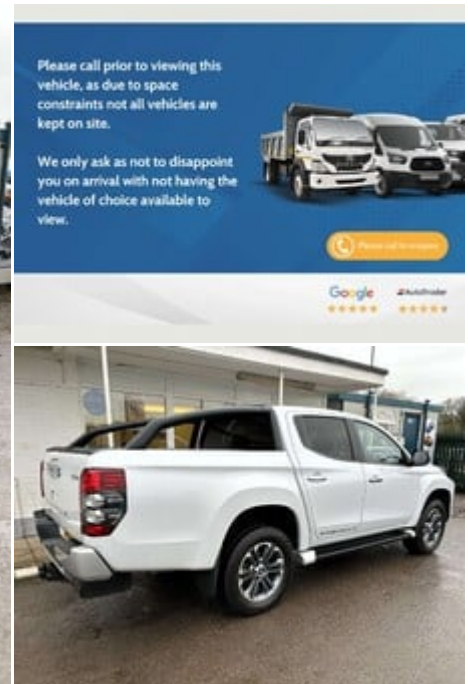 Please call prior to viewing this
vehicle, as due to space
constraints not all vehicles are
kept on site.
We only ask as not to disappoint
you on arrival with not having the
vehicle of choice available to
view.
Please call to enquire
Google
AutoTrader